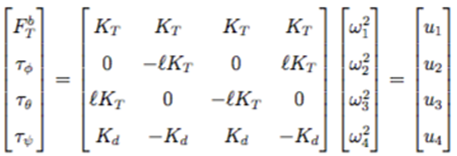 F_T^b K_T K_T K_T K_T ω_1^2 u_1
τ_ϕ 0 −ℓK_T 0 ℓK_T ω_2^2 u_2
= =
τ_θ ℓK_T 0 −ℓK_T 0 ω_3^2 u_3
τ_ψ K_d −K_d K_d −K_d ω_4^2 u_4